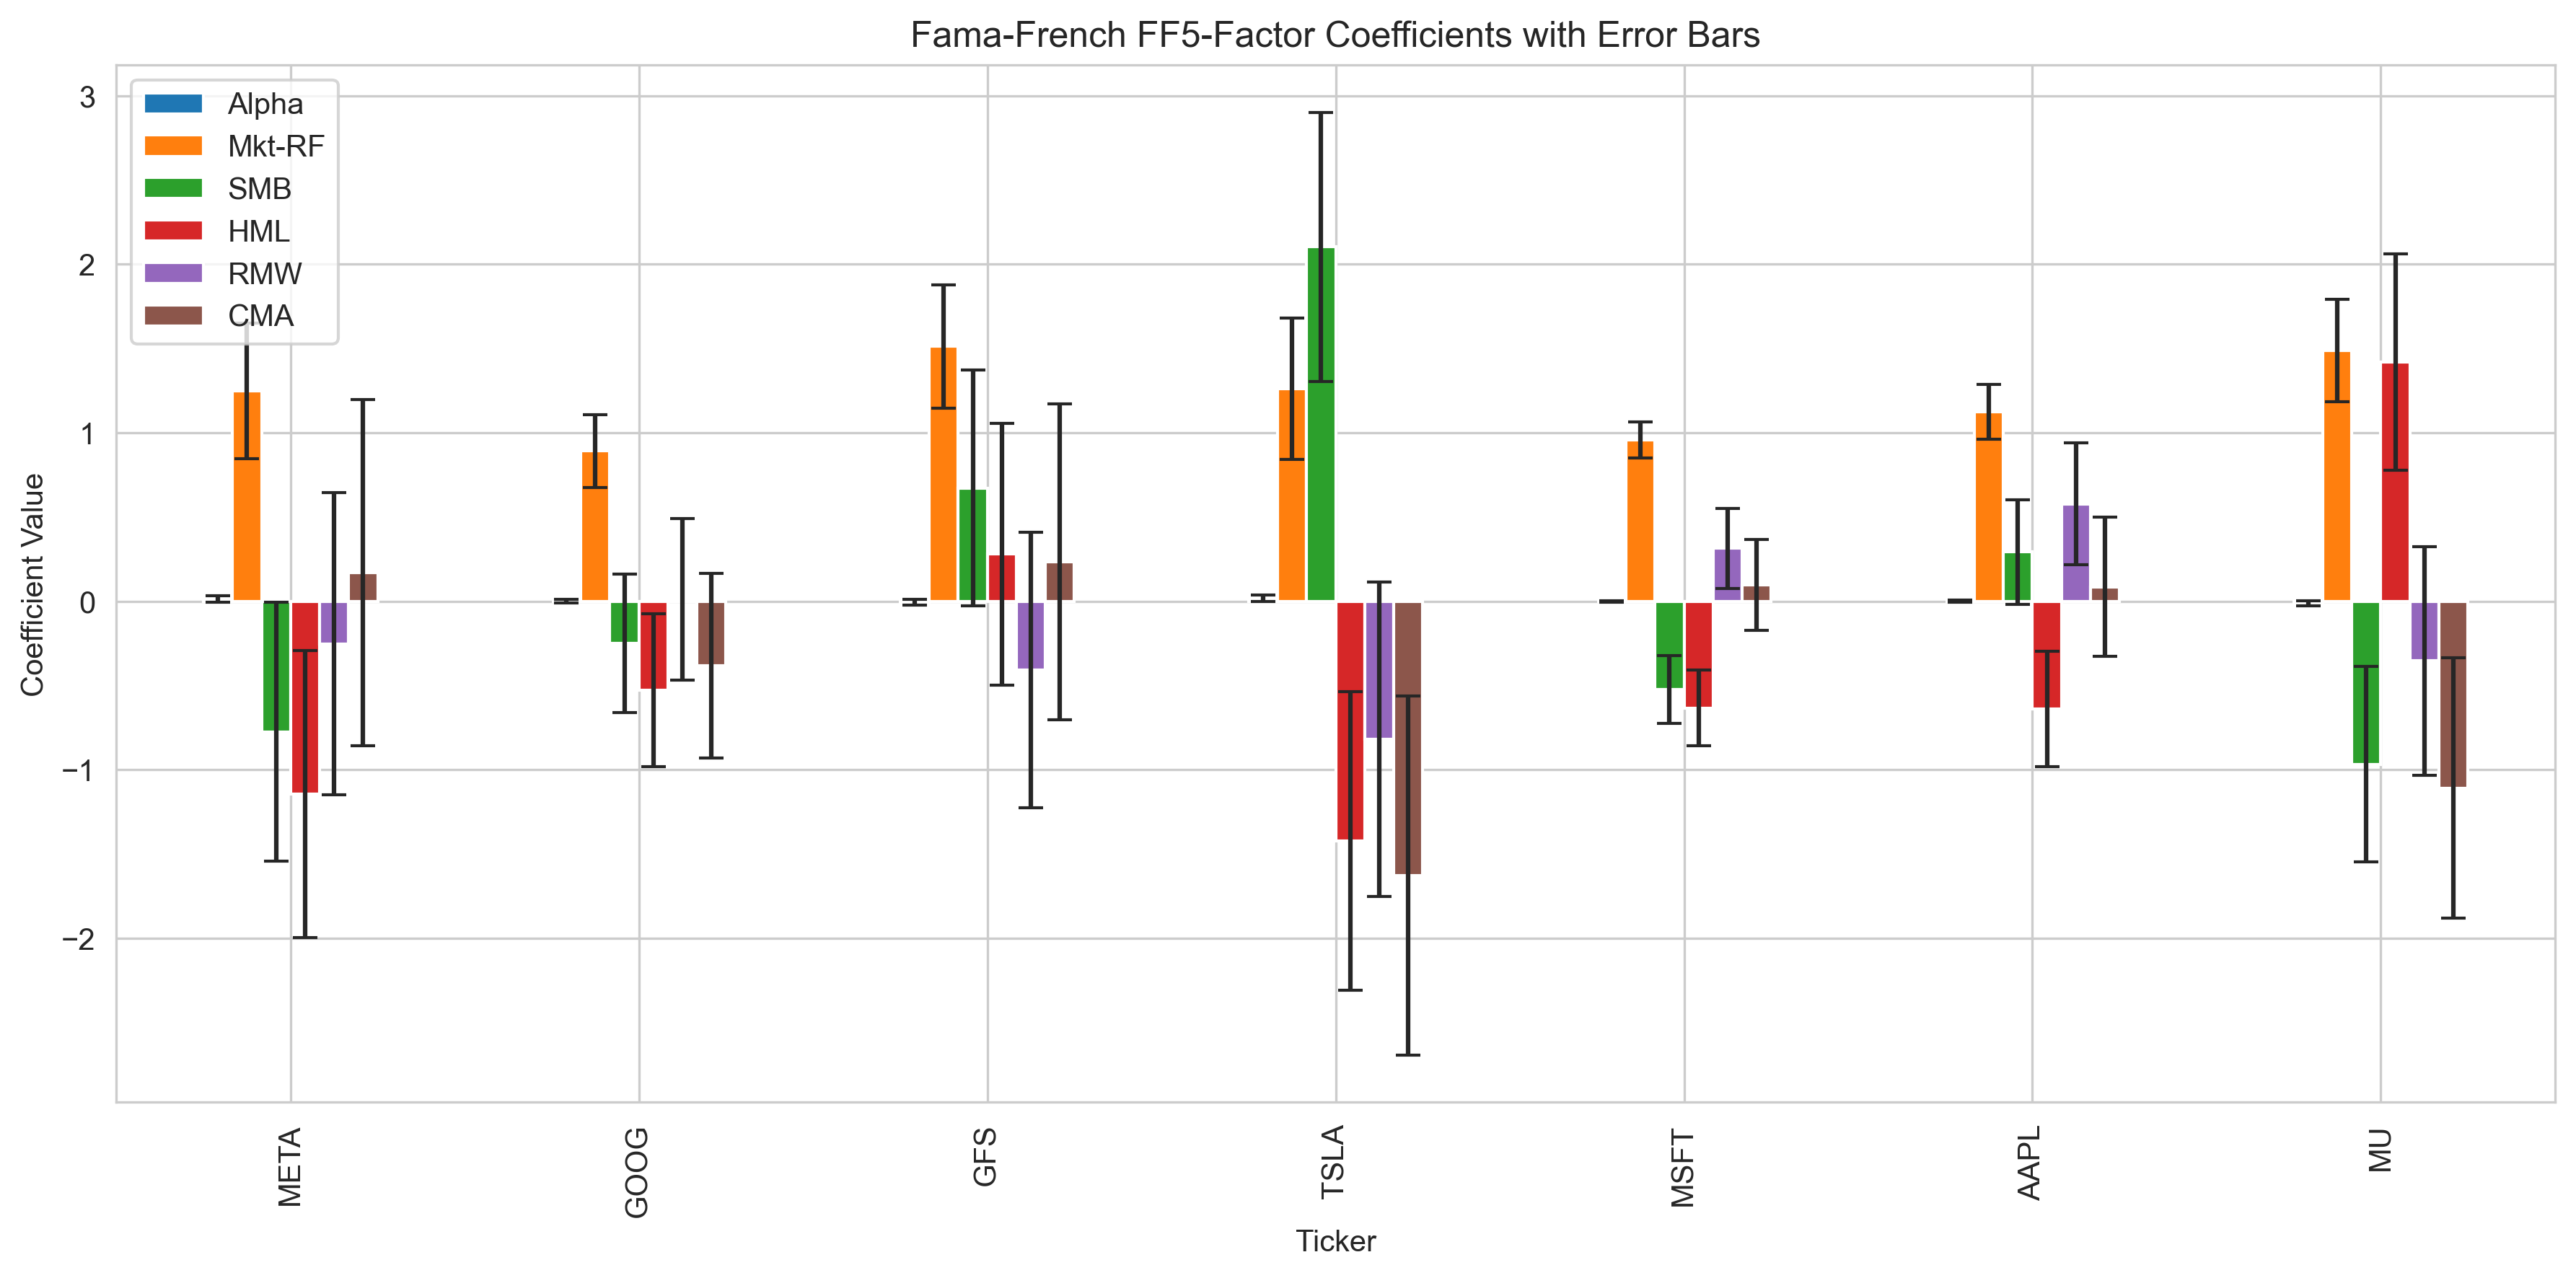 Fama-French FF5-Factor Coefficients with Error Bars
Alpha
Mkt-RF
SMB
HML
RMW
CMA
3
2
1
0
−1
−2
Coefficient Value
META
GOOG
GFS
TSLA
MSFT
AAPL
MU
Ticker